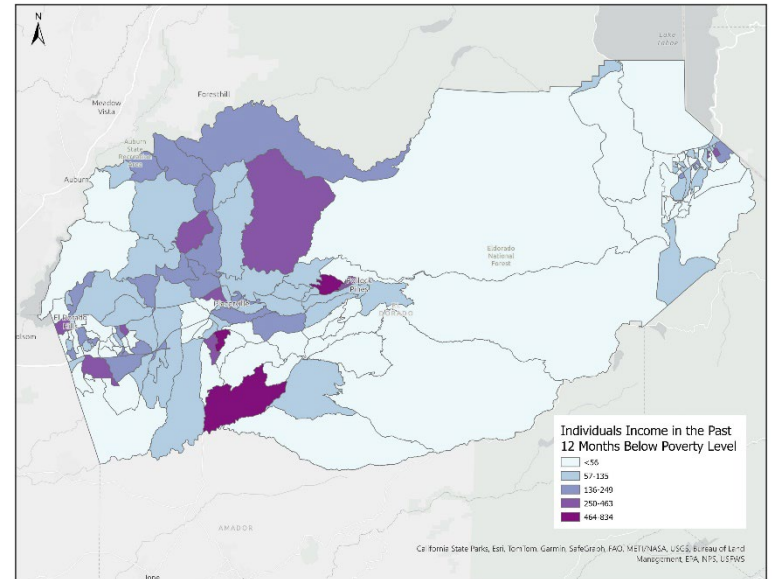 N
Lake
Tahoe
Foresthill
Meadow
Vista
Auburn
State
Recreation
Area
Auburn
Eldorado
National
Forest
Pollock
Pines
Placerville
DORADO
El Dorado
Hills
olsom
Individuals Income in the Past
12 Months Below Poverty Level
<56
57-135
136-249
250-463
464-834
AMADOR
California State Parks, Esri, TomTom, Garmin, SafeGraph, FAO, METI/NASA, USGS, Bureau of Land
Management, EPA, NPS, USFWS
Ione